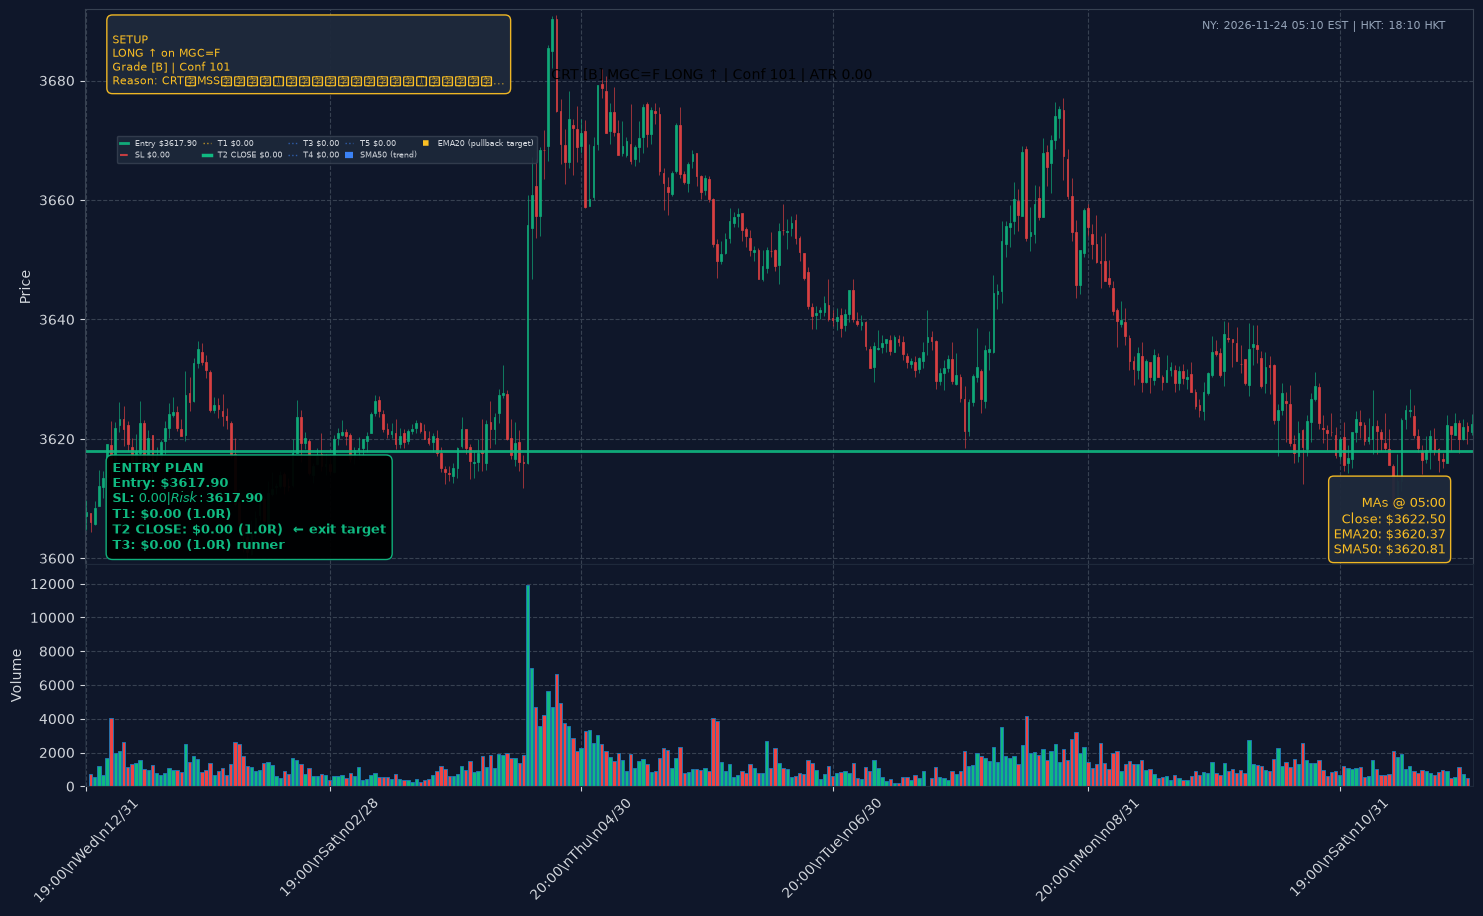 NY: 2026-11-24 05:10 EST | HKT: 18:10 HKT
SETUP
LONG ↑ on MGC=F
Grade [B] | Conf 101
Reason: CRT MSS ...
CRT [B] MGC=F LONG ↑ | Conf 101 | ATR 0.00
Entry $3617.90
T1 $0.00
T3 $0.00
T5 $0.00
EMA20 (pullback target)
SL $0.00
T2 CLOSE $0.00
T4 $0.00
SMA50 (trend)
Price
3680
3660
3640
3620
3600
ENTRY PLAN
Entry: $3617.90
SL: 0.00|Risk:3617.90
T1: $0.00 (1.0R)
T2 CLOSE: $0.00 (1.0R) ← exit target
T3: $0.00 (1.0R) runner
MAs @ 05:00
Close: $3622.50
EMA20: $3620.37
SMA50: $3620.81
Volume
12000
10000
8000
6000
4000
2000
0
19:00\nWed\n12/31
19:00\nSat\n02/28
20:00\nThu\n04/30
20:00\nTue\n06/30
20:00\nMon\n08/31
19:00\nSat\n10/31